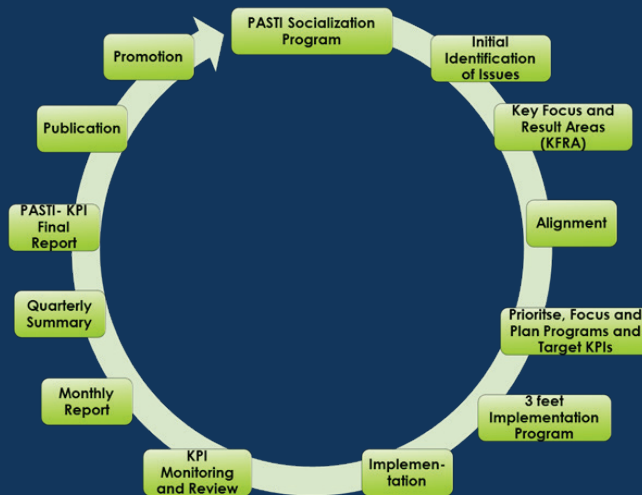 PASTI Socialization
Program
Initial
Identification
of Issues
Key Focus and
Result Areas
(KFRA)
Alignment
Prioritse, Focus and
Plan Programs and
Target KPIs
3 feet
Implementation
Program
Implemen-
tation
KPI
Monitoring
and Review
Monthly
Report
Quarterly
Summary
PASTI- KPI
Final
Report
Publication
Promotion